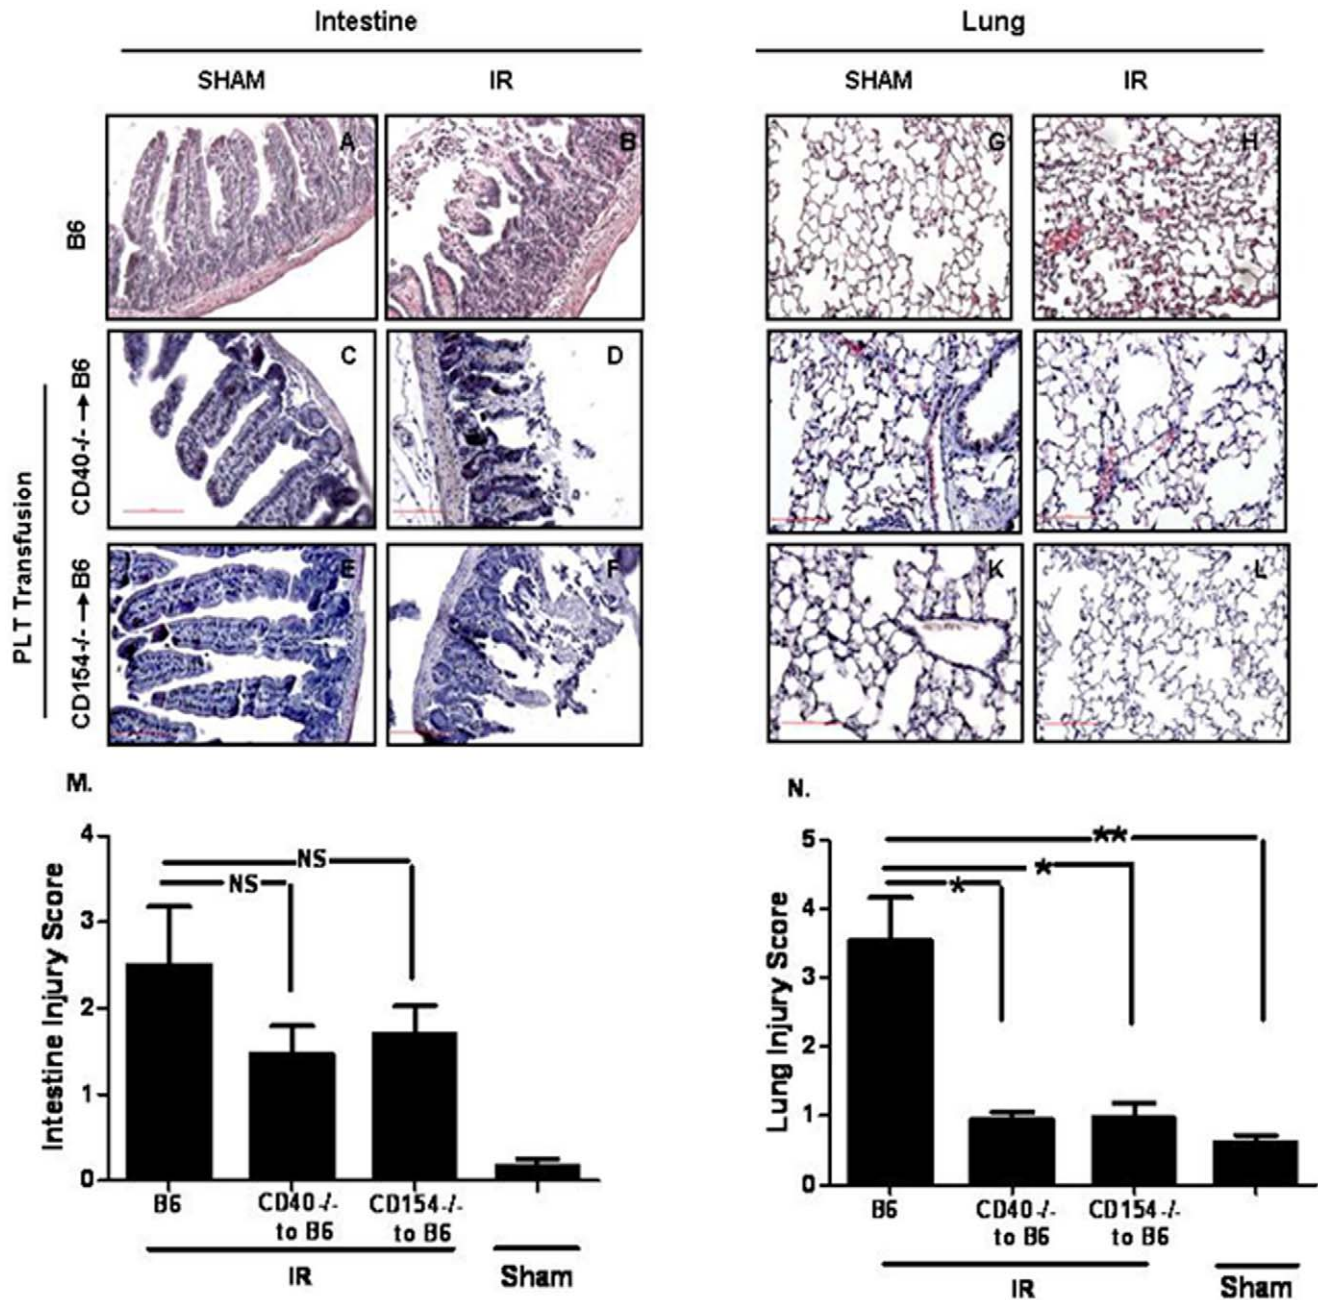 Intestine
Lung
SHAM
IR
SHAM
IR
A
B
G
H
B6
C
D
J
CD40-/-→B6
E
F
K
L
CD154-/-→B6
PLT Transfusion
M.
Intestine Injury Score
4
3
2
1
0
NS
NS
B6
CD40-/-
to B6
CD154-/-
to B6
IR
Sham
N.
Lung Injury Score
5
4
3
2
1
0
**
*
*
B6
CD40-/-
to B6
CD154-/-
to B6
IR
Sham